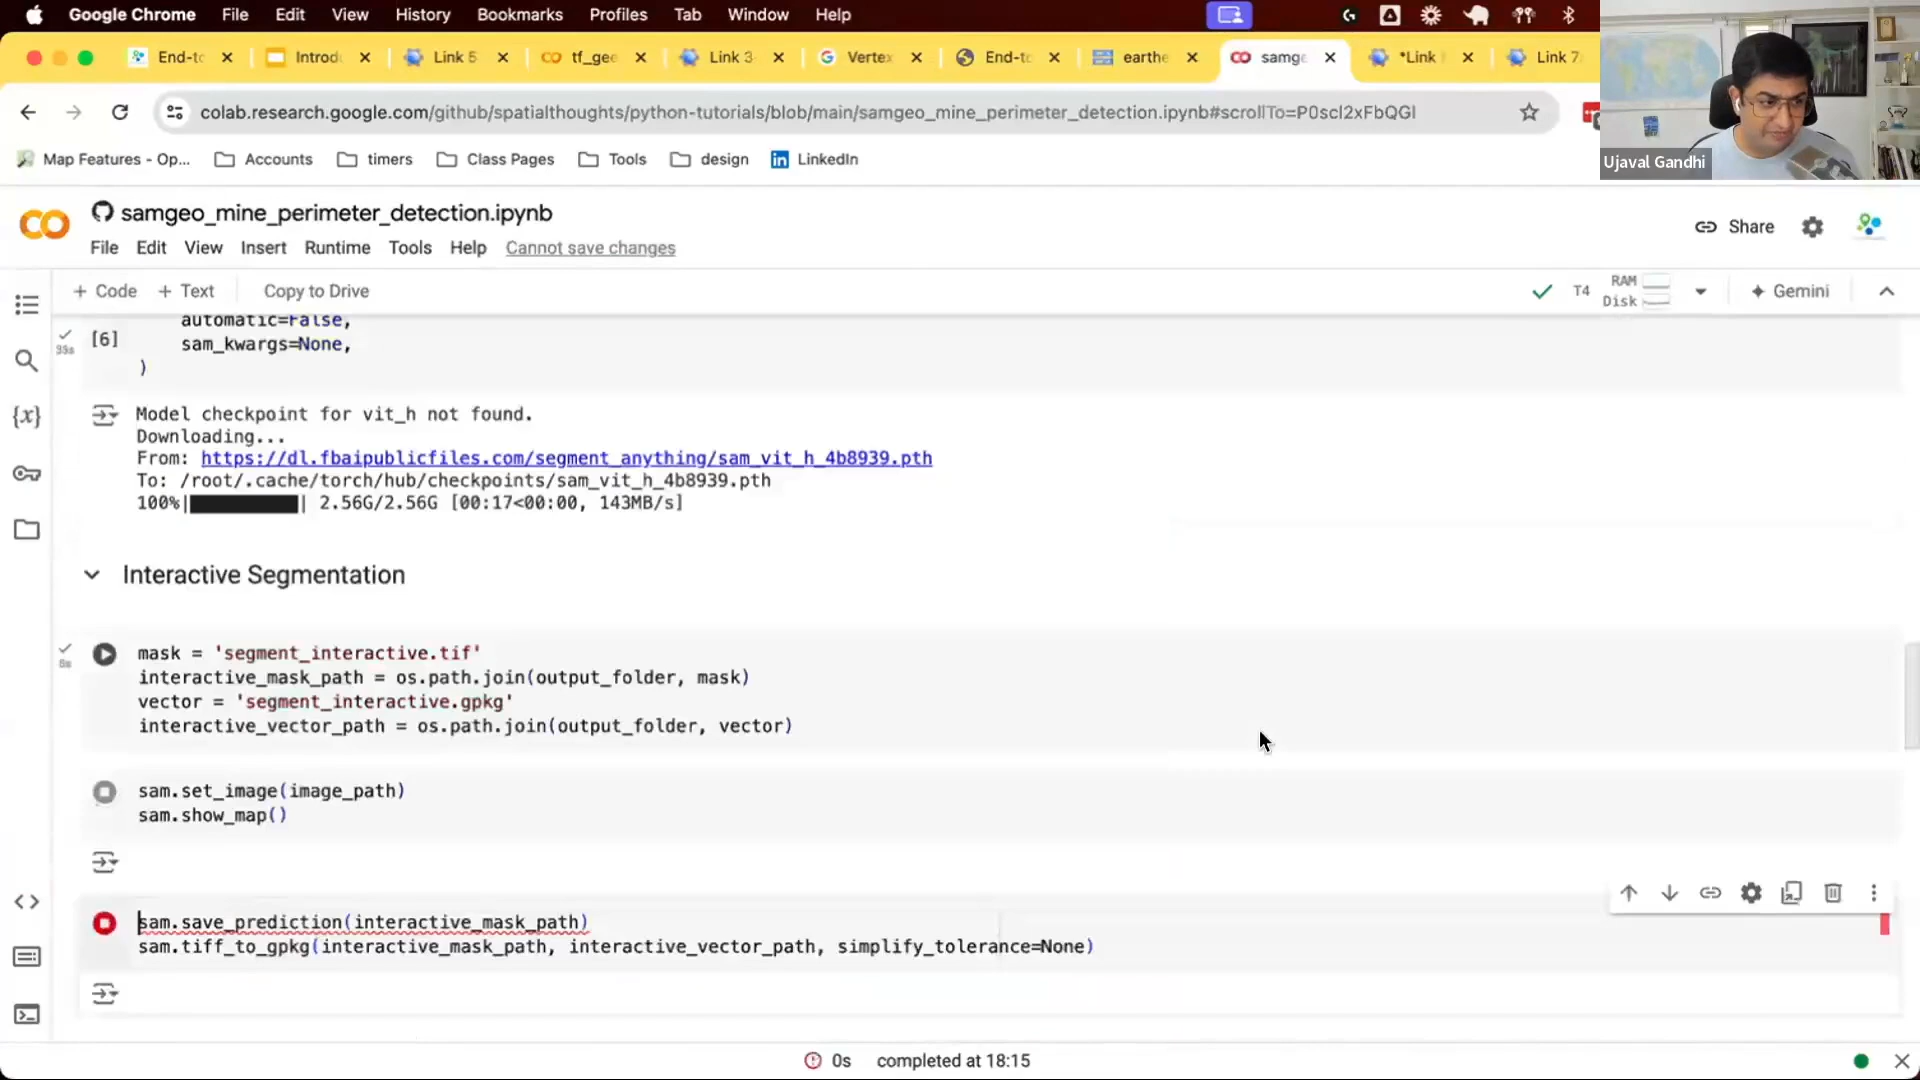 Google Chrome File Edit View History Bookmarks Profiles Tab Window Help
End-to Introd Link 5 tf_gee Link 3 Vertex End-to earthe samge *Link Link 7
colab.research.google.com/github/spatialthoughts/python-tutorials/blob/main/samgeo_mine_perimeter_detection.ipynb#scrollTo=P0scl2xFbQGI
Map Features - Op... Accounts timers Class Pages Tools design LinkedIn
Ujaval Gandhi
samgeo_mine_perimeter_detection.ipynb
Share
File Edit View Insert Runtime Tools Help Cannot save changes
+ Code + Text Copy to Drive
T4 RAM
Disk
Gemini
automatic=False,
[6] sam_kwargs=None,
35s
)
Model checkpoint for vit_h not found.
Downloading...
From: https://dl.fbaipublicfiles.com/segment_anything/sam_vit_h_4b8939.pth
To: /root/.cache/torch/hub/checkpoints/sam_vit_h_4b8939.pth
100%|██████████| 2.56G/2.56G [00:17<00:00, 143MB/s]
Interactive Segmentation
mask = 'segment_interactive.tif'
interactive_mask_path = os.path.join(output_folder, mask)
vector = 'segment_interactive.gpkg'
interactive_vector_path = os.path.join(output_folder, vector)
sam.set_image(image_path)
sam.show_map()
sam.save_prediction(interactive_mask_path)
sam.tiff_to_gpkg(interactive_mask_path, interactive_vector_path, simplify_tolerance=None)
0s completed at 18:15